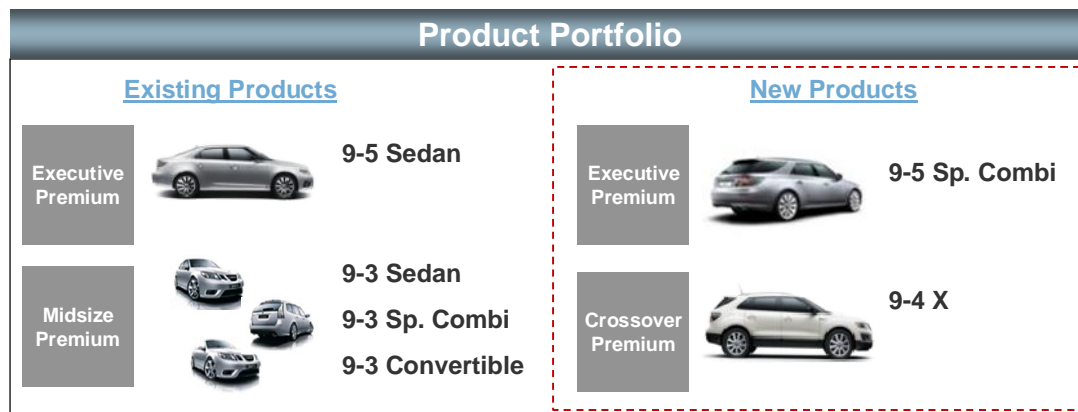 Product Portfolio
Existing Products
Executive
Premium
9-5 Sedan
Midsize
Premium
9-3 Sedan
9-3 Sp. Combi
9-3 Convertible
New Products
Executive
Premium
9-5 Sp. Combi
Crossover
Premium
9-4 X